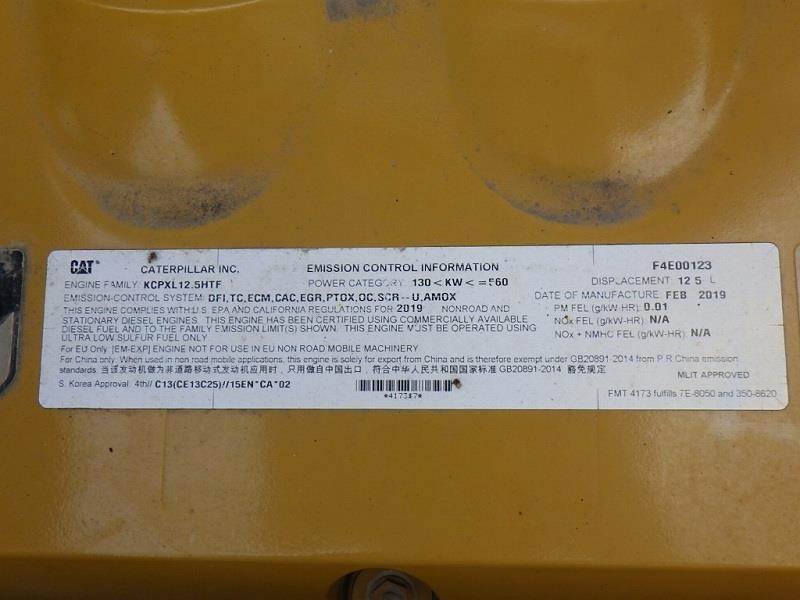 CAT CATERPILLAR INC. EMISSION CONTROL INFORMATION F4E00123
ENGINE FAMILY: KCPXL12.5HTF POWER CATEGORY: 130<KW<=560 DISPLACEMENT: 12.5 L
EMISSION-CONTROL SYSTEM: DFI,TC,ECM,CAC,EGR,PTOX,OC,SCR-U,AMOX DATE OF MANUFACTURE: FEB 2019
THIS ENGINE COMPLIES WITH U.S. EPA AND CALIFORNIA REGULATIONS FOR 2019 NONROAD AND PM FEL (g/kW-HR): 0.01
STATIONARY DIESEL ENGINES. THIS ENGINE HAS BEEN CERTIFIED USING COMMERCIALLY AVAILABLE NOx FEL (g/kW-HR): N/A
DIESEL FUEL AND TO THE FAMILY EMISSION LIMIT(S) SHOWN. THIS ENGINE MUST BE OPERATED USING NOx + NMHC FEL (g/kW-HR): N/A
ULTRA LOW SULFUR FUEL ONLY
For EU Only: [EM-EXP] ENGINE NOT FOR USE IN EU NON ROAD MOBILE MACHINERY
For China only: When used in non road mobile applications, this engine is solely for export from China and is therefore exempt under GB20891-2014 from P.R.China emission
standards. 当该发动机做为非道路移动式发动机应用时，只用做自中国出口，符合中华人民共和国国家标准 GB20891-2014 豁免规定 MLIT APPROVED
S. Korea Approval: 4th// C13(CE13C25)//15EN*CA*02
*4173 7* FMT 4173 fulfills 7E-8050 and 350-8620